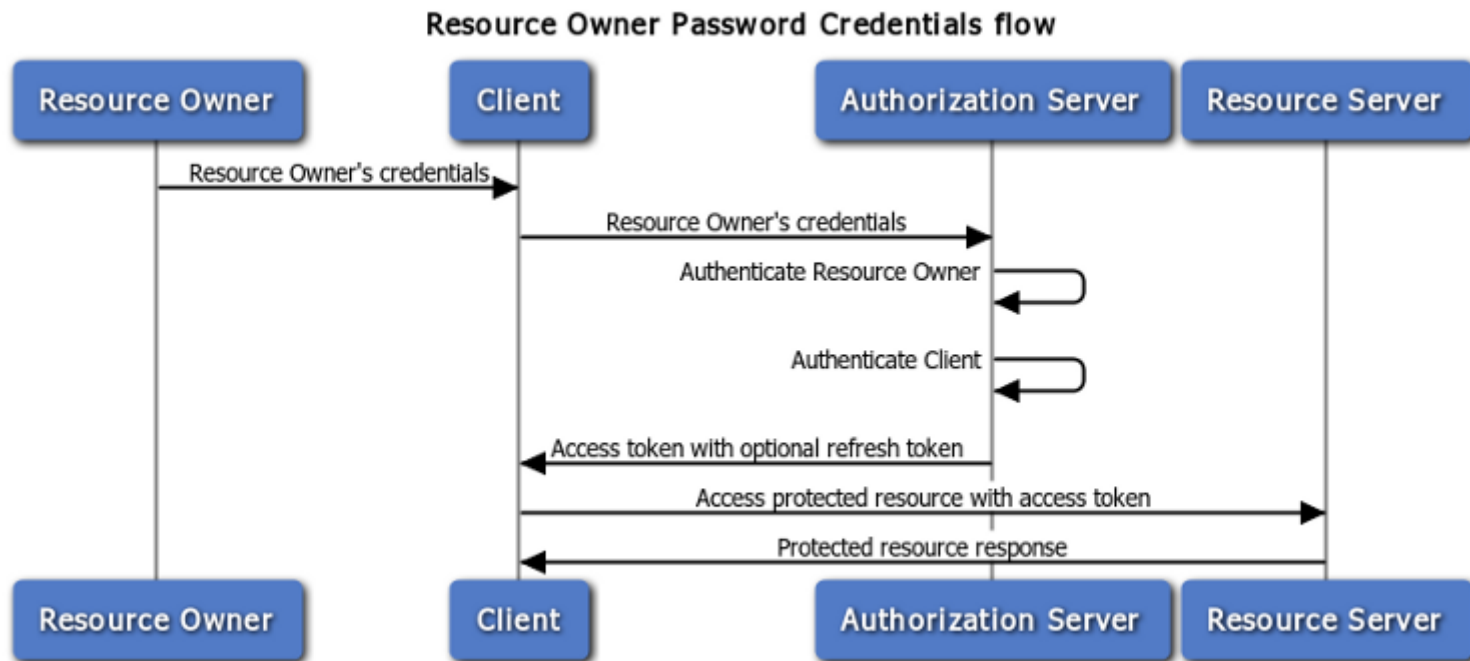 Resource Owner Password Credentials flow
Resource Owner
Client
Authorization Server
Resource Server
Resource Owner's credentials
Resource Owner's credentials
Authenticate Resource Owner
Authenticate Client
Access token with optional refresh token
Access protected resource with access token
Protected resource response
Resource Owner
Client
Authorization Server
Resource Server